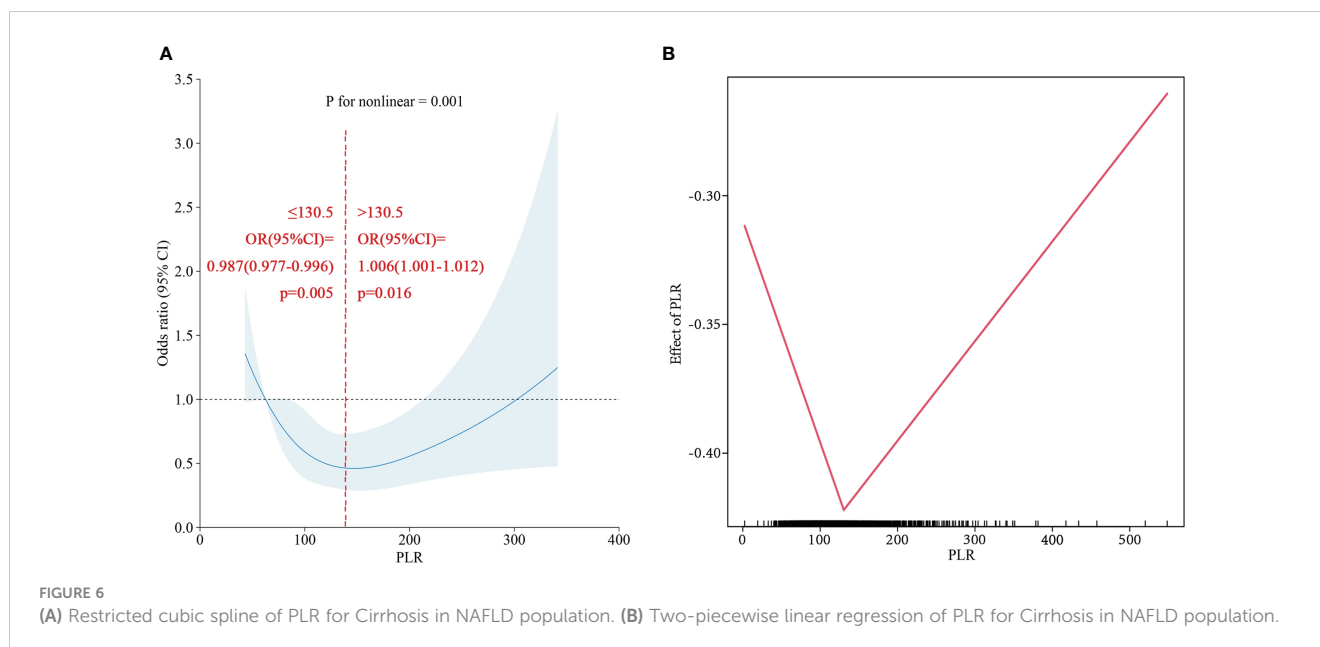 A
3.5
3.0
2.5
2.0
1.5
1.0
0.5
0.0
Odds ratio (95% CI)
P for nonlinear = 0.001
≤130.5
OR(95%CI)=
0.987(0.977-0.996)
p=0.005
>130.5
OR(95%CI)=
1.006(1.001-1.012)
p=0.016
0 100 200 300 400
PLR
B
Effect of PLR
-0.30
-0.35
-0.40
0 100 200 300 400 500
PLR
FIGURE 6
(A) Restricted cubic spline of PLR for Cirrhosis in NAFLD population. (B) Two-piecewise linear regression of PLR for Cirrhosis in NAFLD population.